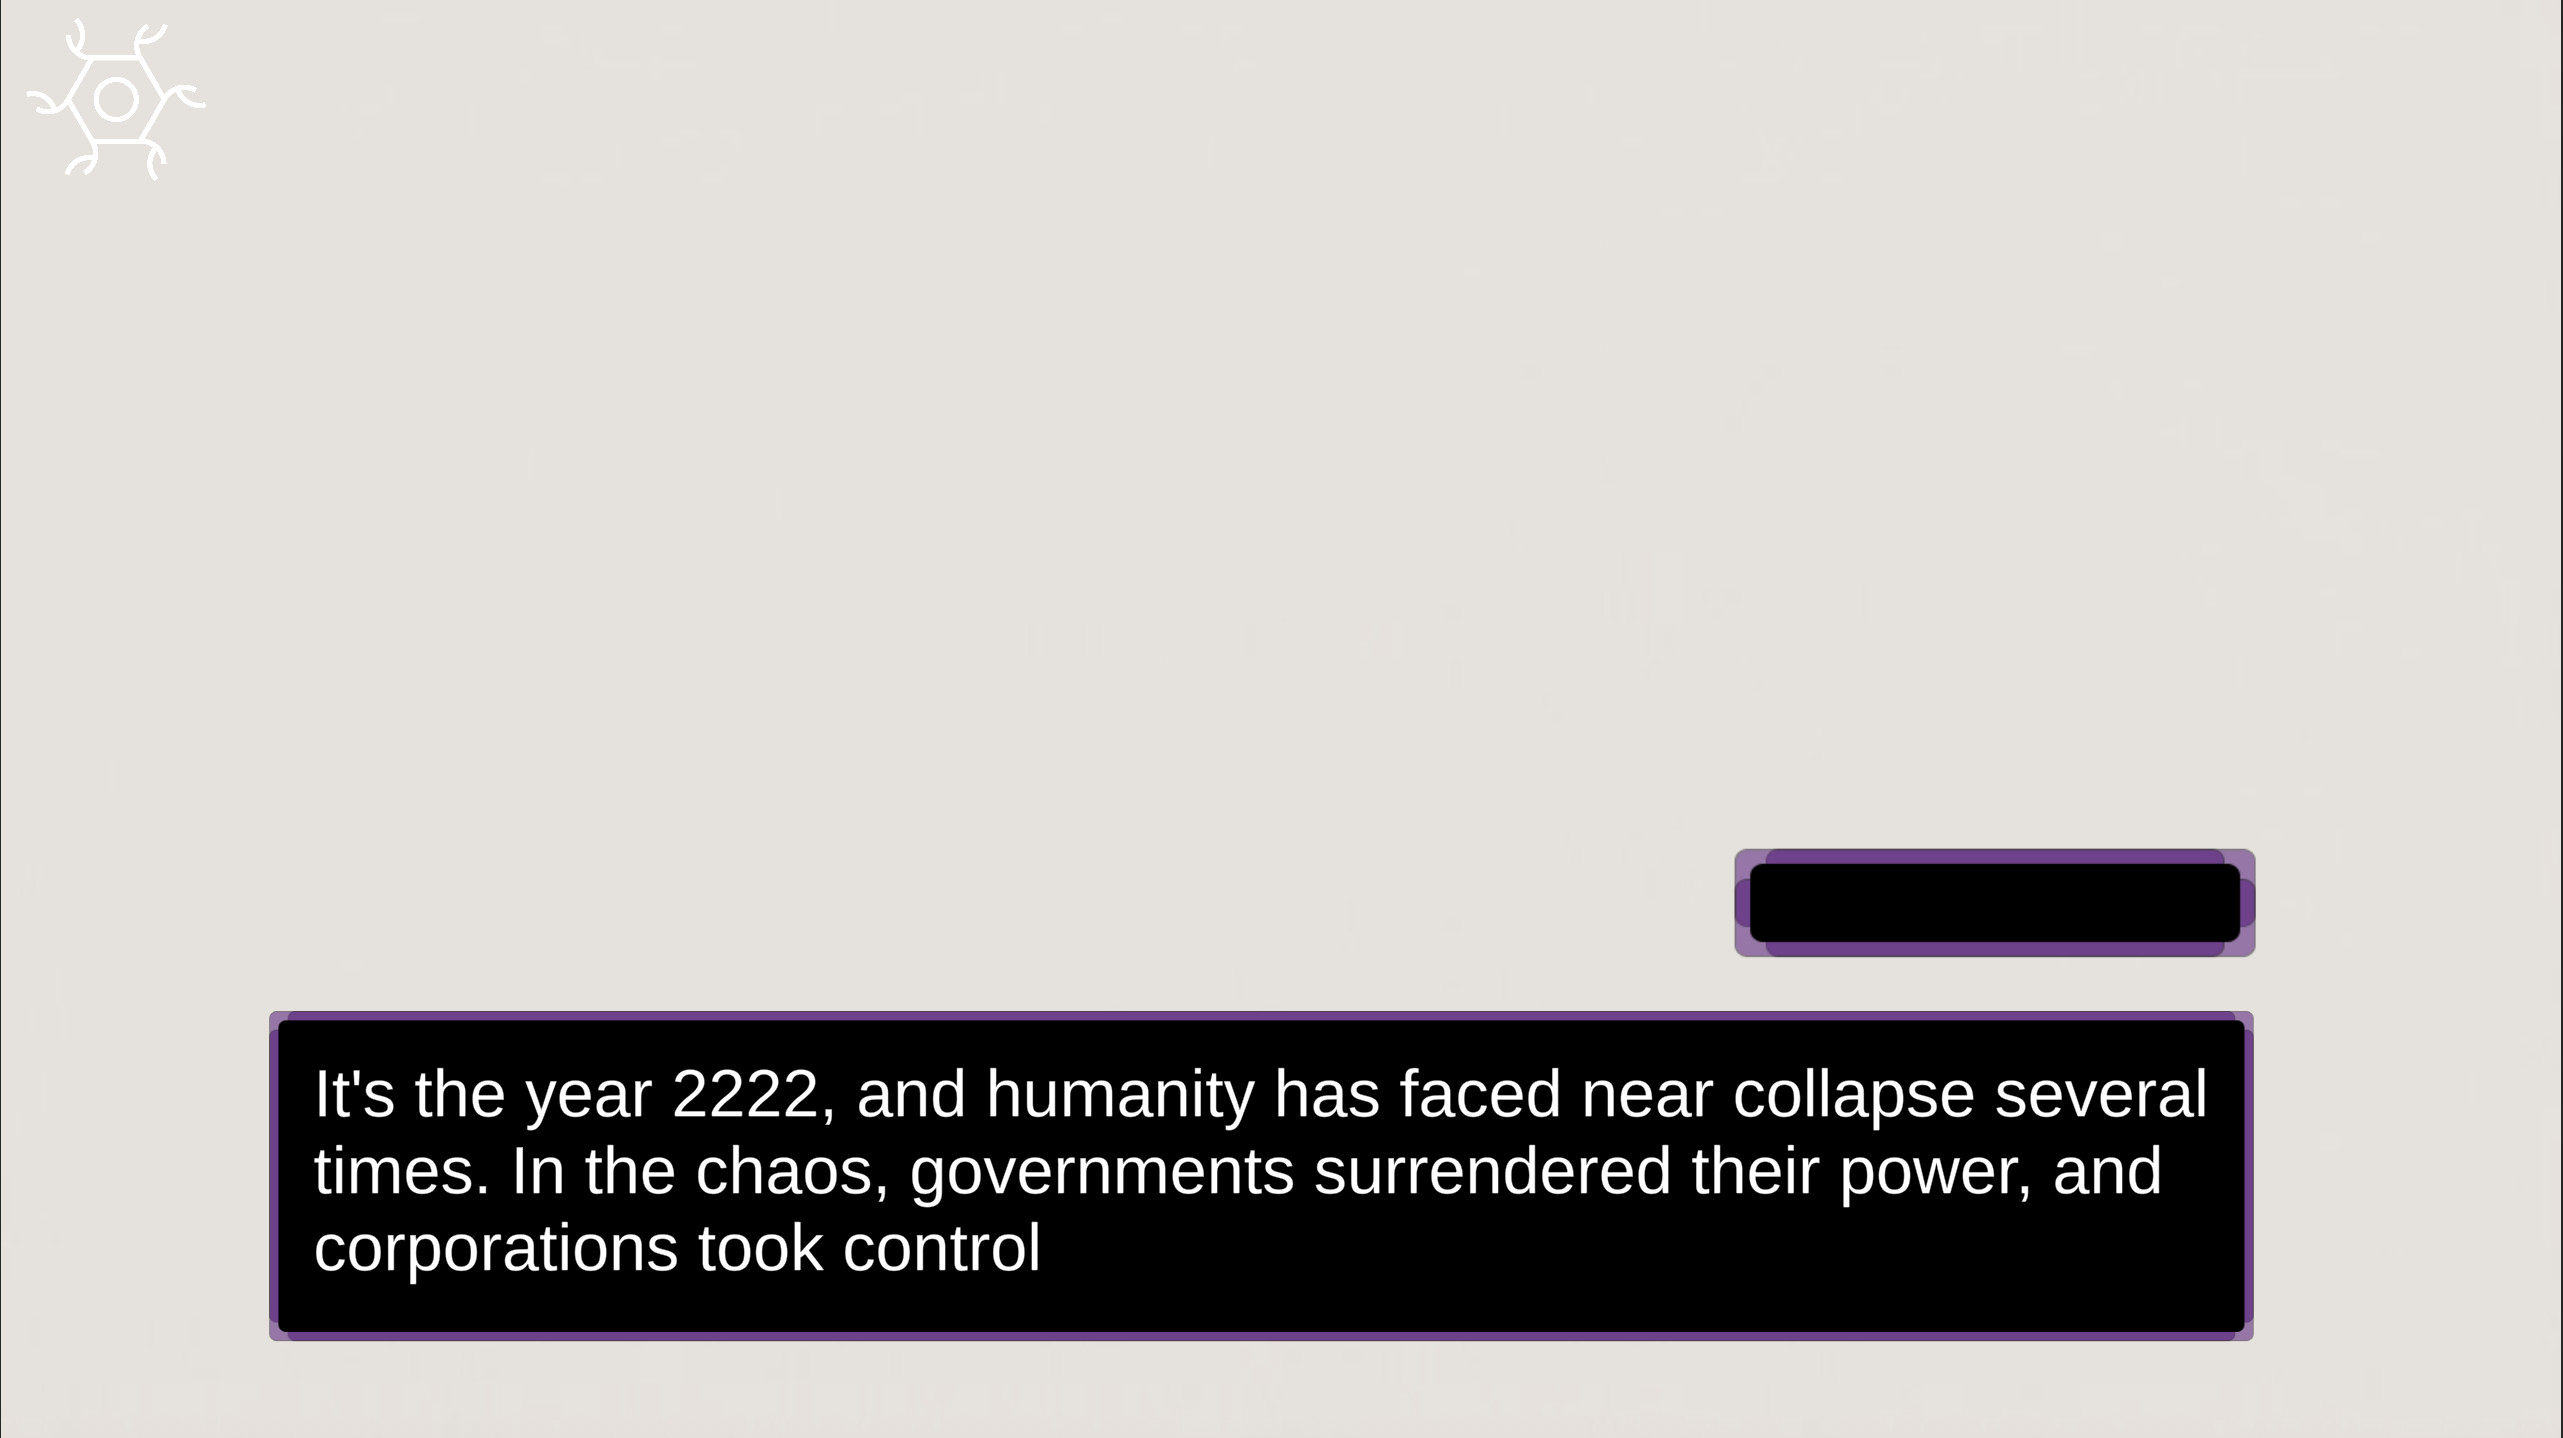 It's the year 2222, and humanity has faced near collapse several
times. In the chaos, governments surrendered their power, and
corporations took control